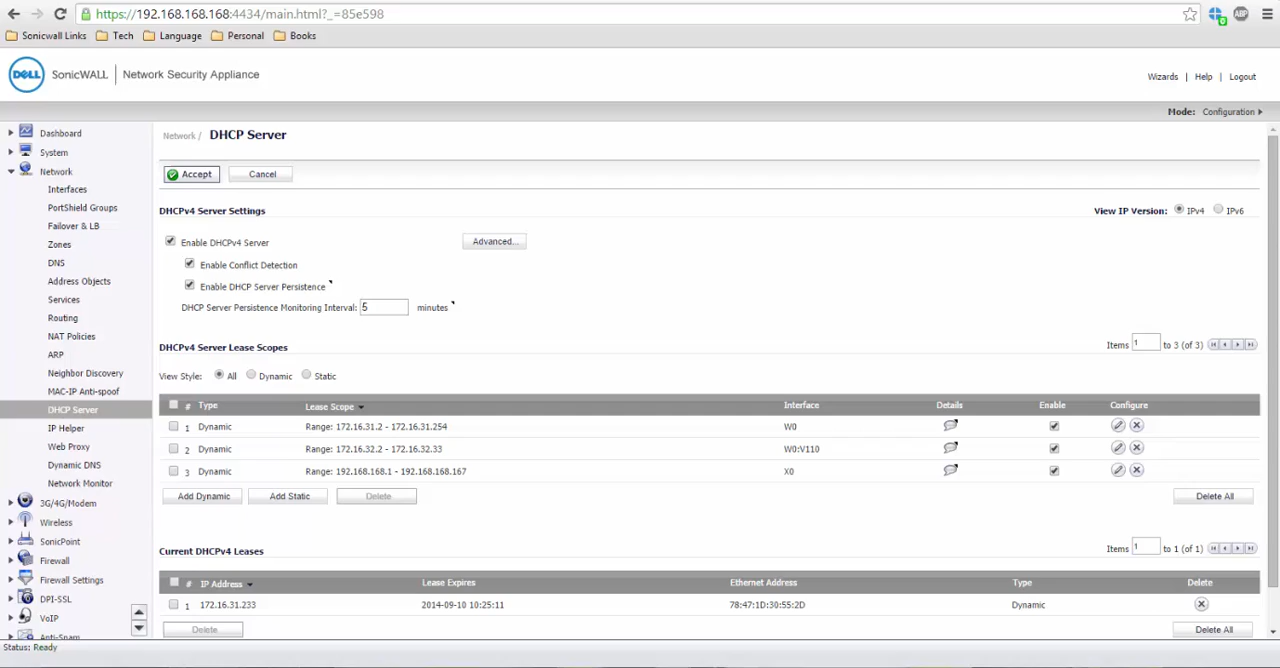 https://192.168.168.168:4434/main.html?_=85e598
ABP
Sonicwall Links Tech Language Personal Books
DELL SonicWALL | Network Security Appliance
Wizards | Help | Logout
Mode: Configuration
Dashboard
System
Network
Interfaces
PortShield Groups
Failover & LB
Zones
DNS
Address Objects
Services
Routing
NAT Policies
ARP
Neighbor Discovery
MAC-IP Anti-spoof
DHCP Server
IP Helper
Web Proxy
Dynamic DNS
Network Monitor
3G/4G/Modem
Wireless
SonicPoint
Firewall
Firewall Settings
DPI-SSL
VoIP
Anti-Spam
Network / DHCP Server
Accept Cancel
DHCPv4 Server Settings View IP Version: IPv4 IPv6
Enable DHCPv4 Server Advanced...
Enable Conflict Detection
Enable DHCP Server Persistence
DHCP Server Persistence Monitoring Interval: 5 minutes
DHCPv4 Server Lease Scopes Items 1 to 3 (of 3)
View Style: All Dynamic Static
# Type Lease Scope Interface Details Enable Configure
1 Dynamic Range: 172.16.31.2 - 172.16.31.254 W0
2 Dynamic Range: 172.16.32.2 - 172.16.32.33 W0:V110
3 Dynamic Range: 192.168.168.1 - 192.168.168.167 X0
Add Dynamic Add Static Delete Delete All
Current DHCPv4 Leases Items 1 to 1 (of 1)
# IP Address Lease Expires Ethernet Address Type Delete
1 172.16.31.233 2014-09-10 10:25:11 78:47:1D:30:55:2D Dynamic
Delete Delete All
Status: Ready